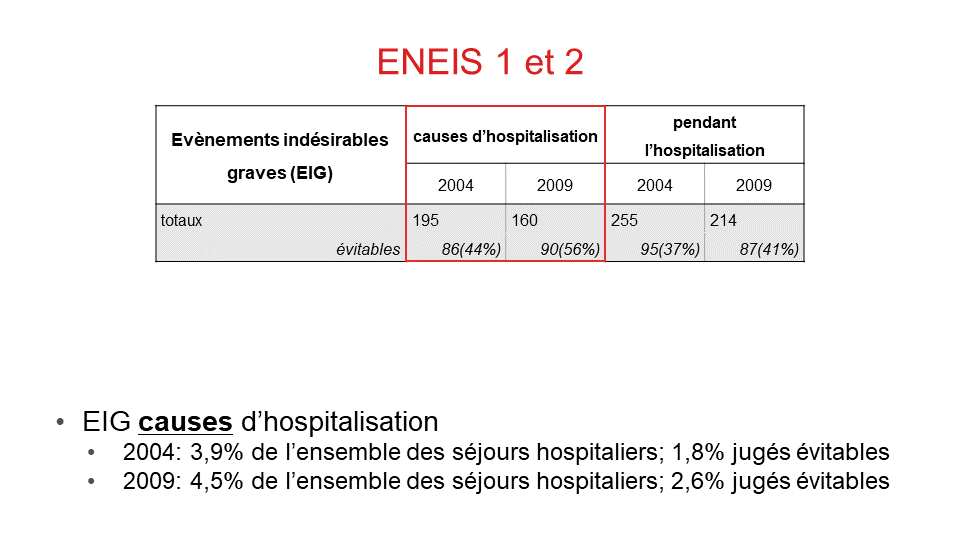 ENEIS 1 et 2
Evènements indésirables
graves (EIG)
causes d’hospitalisation
pendant
l’hospitalisation
2004 2009 2004 2009
totaux 195 160 255 214
évitables 86(44%) 90(56%) 95(37%) 87(41%)
• EIG causes d’hospitalisation
• 2004: 3,9% de l’ensemble des séjours hospitaliers; 1,8% jugés évitables
• 2009: 4,5% de l’ensemble des séjours hospitaliers; 2,6% jugés évitables